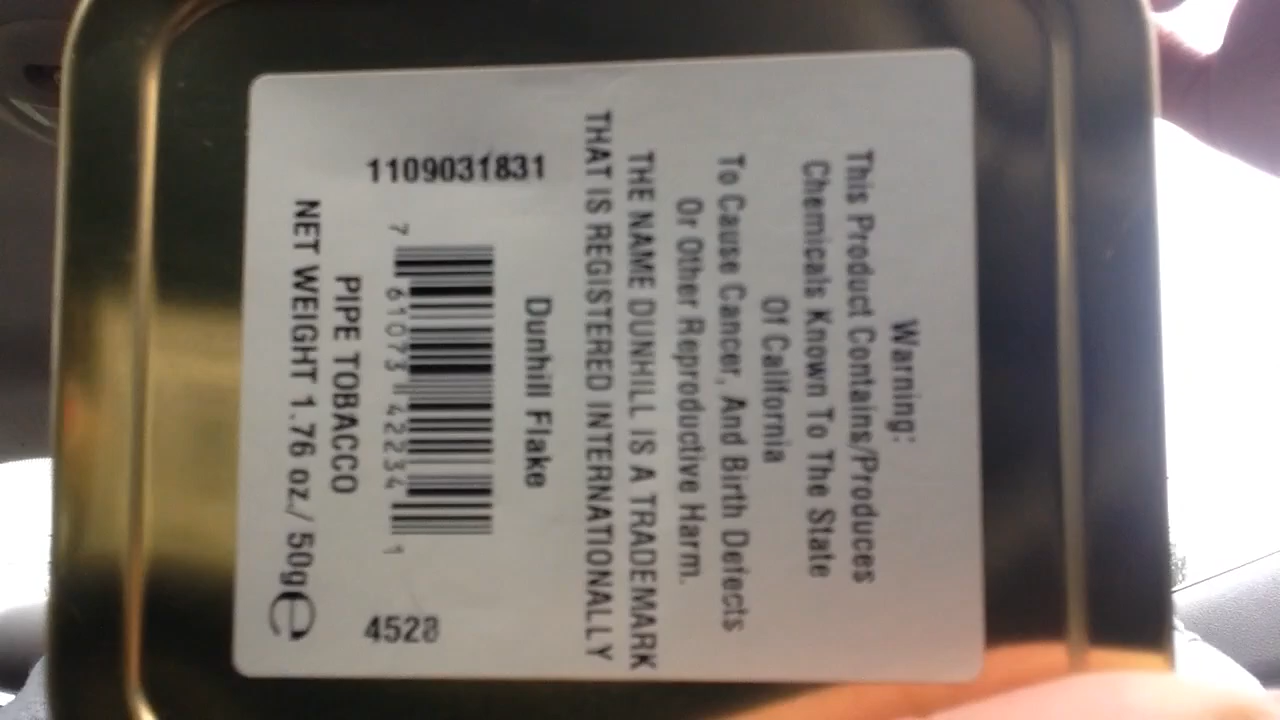 Warning:
This Product Contains/Produces
Chemicals Known To The State
Of California
To Cause Cancer, And Birth Defects
Or Other Reproductive Harm.
THE NAME DUNHILL IS A TRADEMARK
THAT IS REGISTERED INTERNATIONALLY
Dunhill Flake
1109031831
7 61073 42234 1
4528
PIPE TOBACCO
NET WEIGHT 1.76 oz./ 50g℮